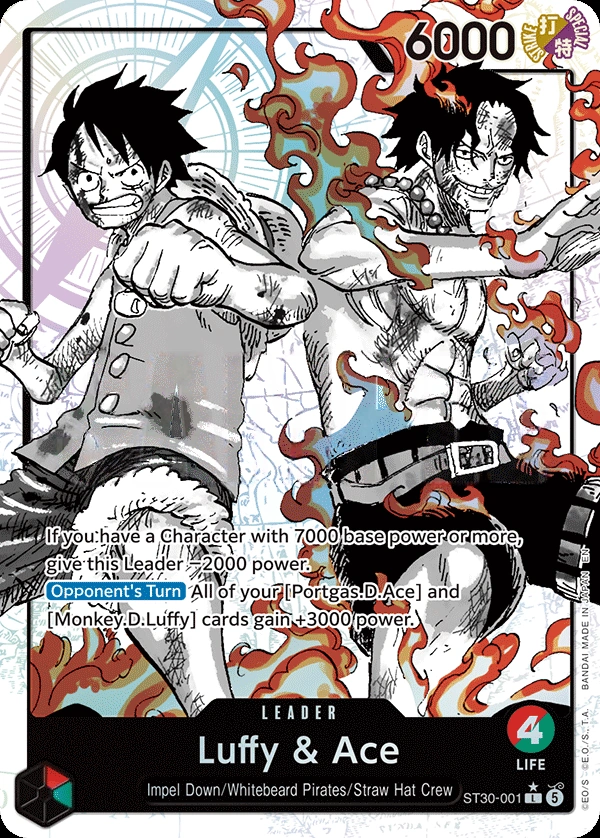 6000
STRIKE 打
特 SPECIAL
If you have a Character with 7000 base power or more,
give this Leader −2000 power.
Opponent's Turn All of your [Portgas.D.Ace] and
[Monkey.D.Luffy] cards gain +3000 power.
LEADER
Luffy & Ace
4
LIFE
Impel Down/Whitebeard Pirates/Straw Hat Crew
ST30-001 ★ L 5
©E.O/S ©E.O./S., T.A. BANDAI MADE IN JAPAN EN